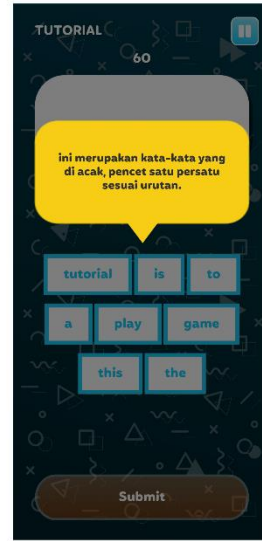 TUTORIAL
60
ini merupakan kata-kata yang
di acak, pencet satu persatu
sesuai urutan.
tutorial is to
a play game
this the
Submit